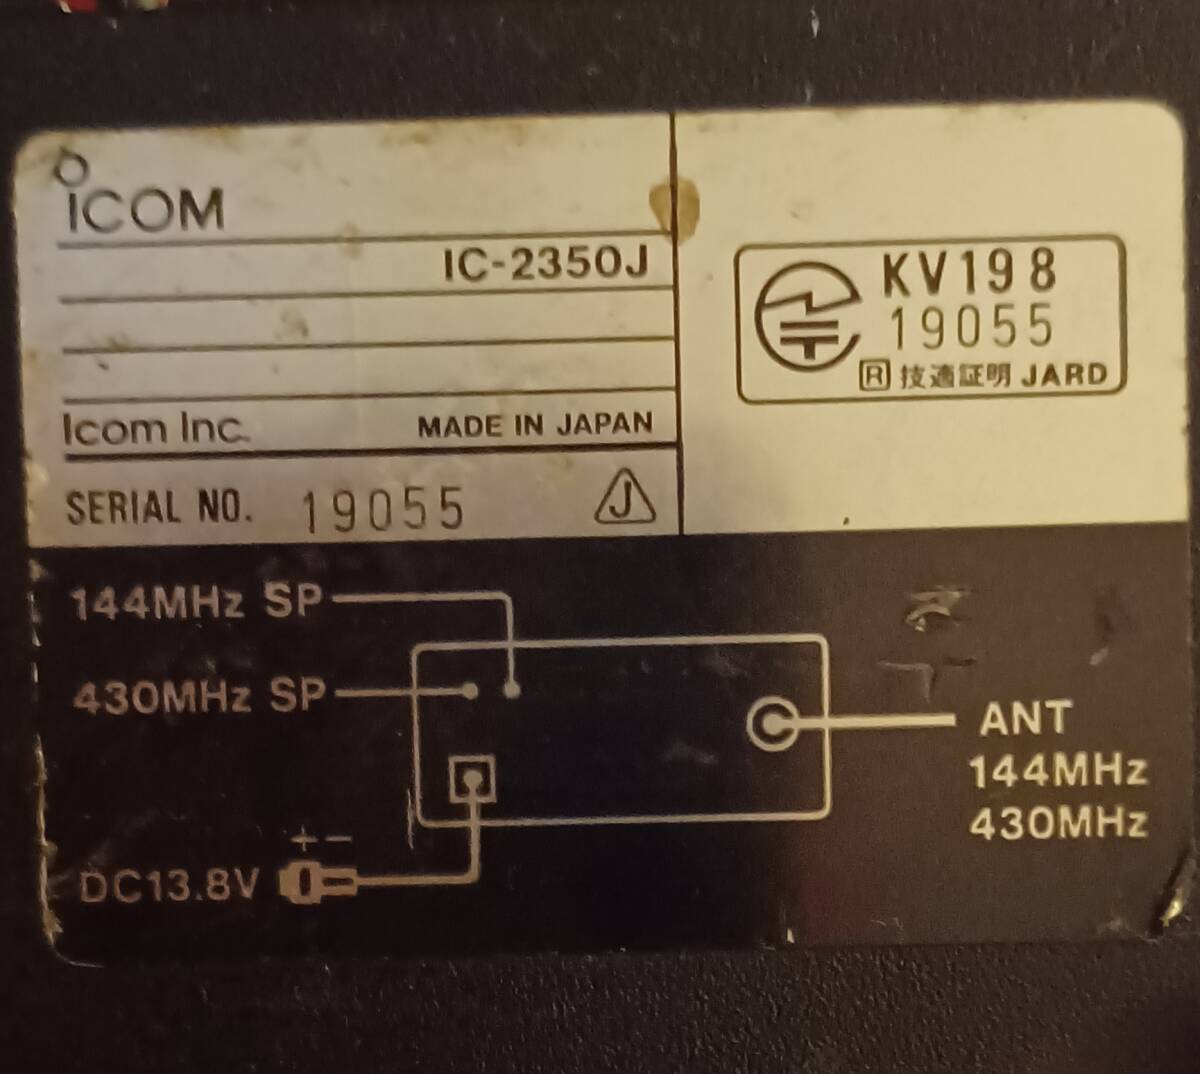 ICOM
IC-2350J
Icom Inc.
MADE IN JAPAN
SERIAL NO. 19055
J
KV198
19055
R 技適証明 JARD
144MHz SP
430MHz SP
+ -
DC13.8V
ANT
144MHz
430MHz